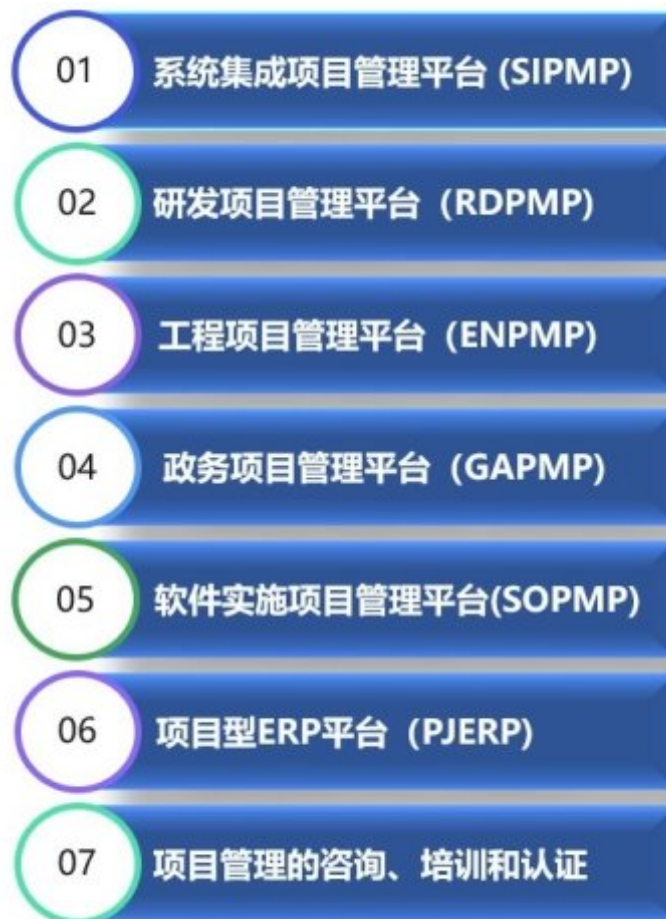 01 系统集成项目管理平台 (SIPMP)
02 研发项目管理平台（RDPMP)
03 工程项目管理平台（ENPMP)
04 政务项目管理平台（GAPMP)
05 软件实施项目管理平台(SOPMP)
06 项目型ERP平台（PJERP)
07 项目管理的咨询、培训和认证